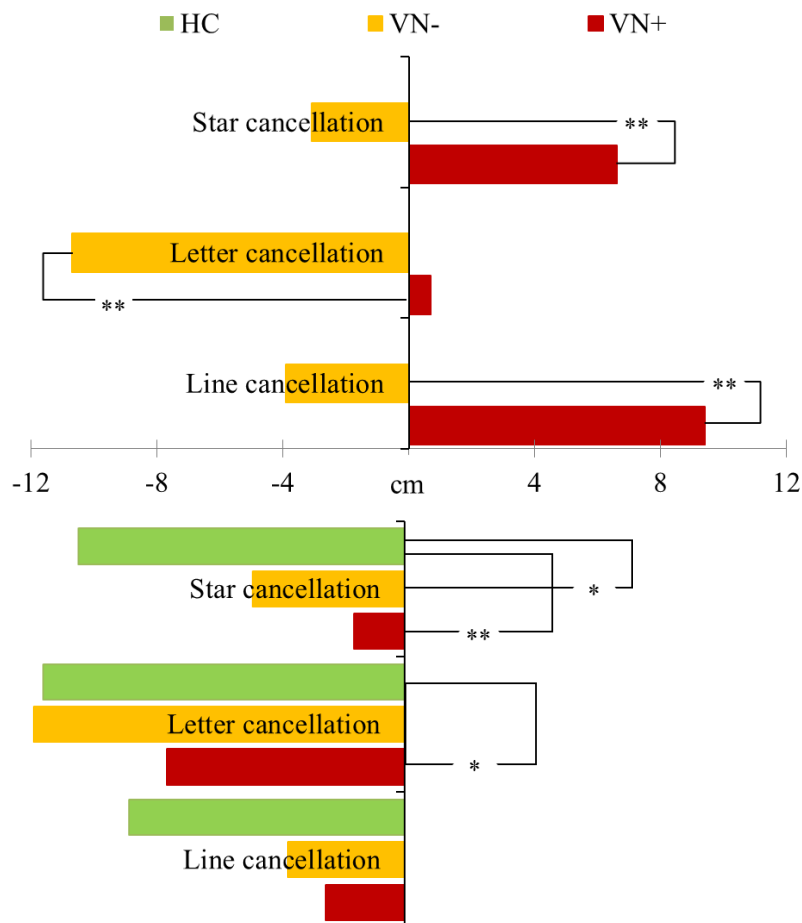 HC VN- VN+
Star cancellation
**
Letter cancellation
**
Line cancellation
**
-12 -8 -4 cm 4 8 12
Star cancellation
*
**
Letter cancellation
*
Line cancellation